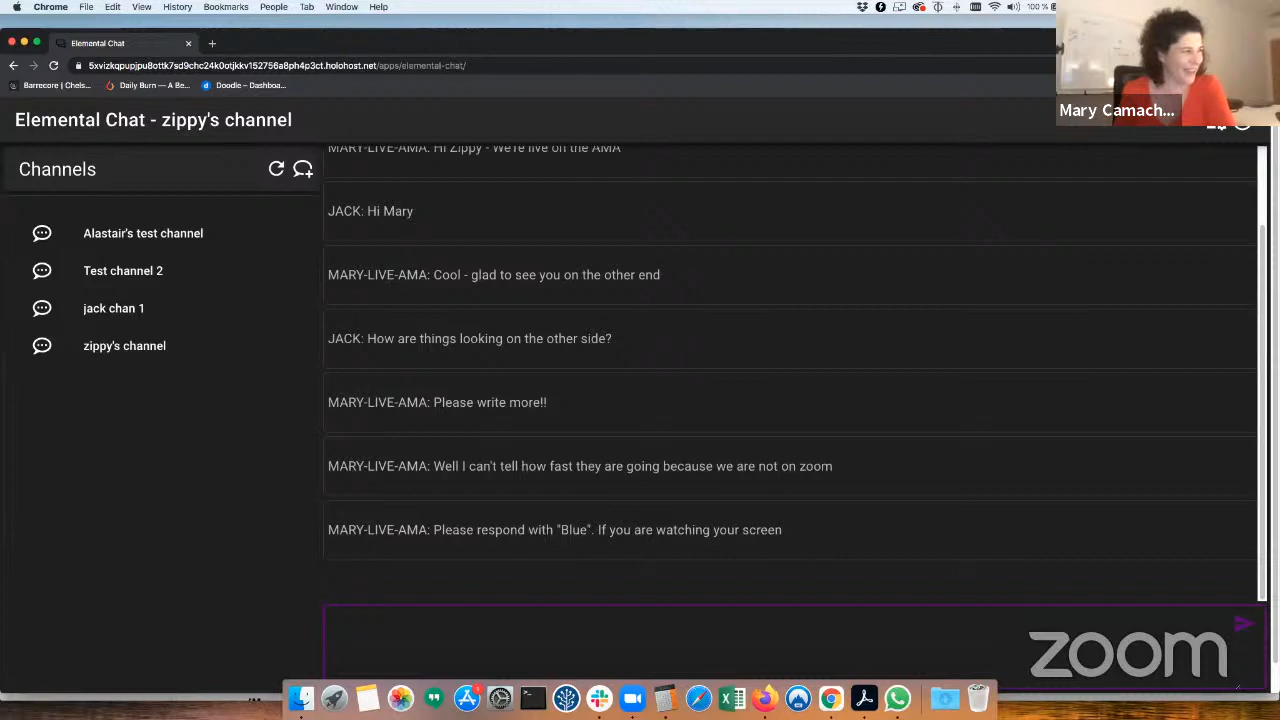 Chrome File Edit View History Bookmarks People Tab Window Help 100 %
Elemental Chat
5xvizkqpupjpu8ottk7sd9chc24k0otjkkv152756a8ph4p3ct.holohost.net/apps/elemental-chat/
Barrecore | Chels... Daily Burn — A Be... Doodle – Dashboa...
Mary Camach...
Elemental Chat - zippy's channel
Channels
Alastair's test channel
Test channel 2
jack chan 1
zippy's channel
MARY-LIVE-AMA: Hi Zippy - We're live on the AMA
JACK: Hi Mary
MARY-LIVE-AMA: Cool - glad to see you on the other end
JACK: How are things looking on the other side?
MARY-LIVE-AMA: Please write more!!
MARY-LIVE-AMA: Well I can't tell how fast they are going because we are not on zoom
MARY-LIVE-AMA: Please respond with "Blue". If you are watching your screen
zoom